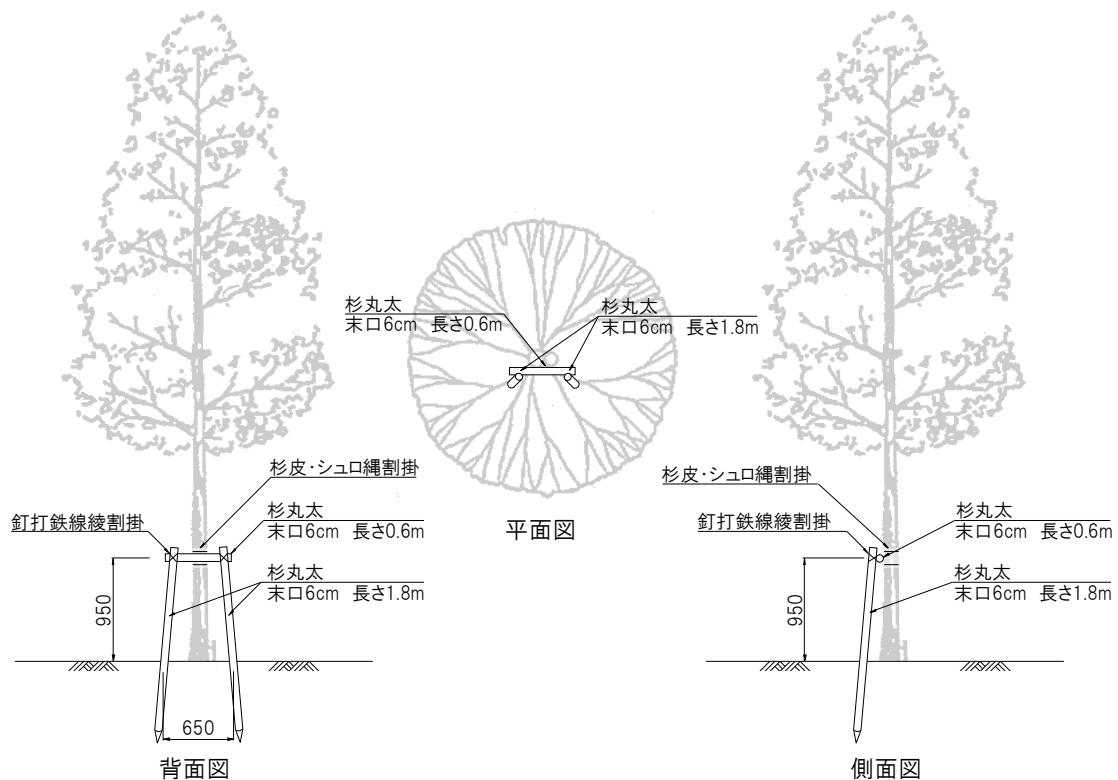 杉丸太
末口6cm 長さ0.6m
杉丸太
末口6cm 長さ1.8m
平面図
杉皮・シュロ縄割掛
釘打鉄線綾割掛
杉丸太
末口6cm 長さ0.6m
杉丸太
末口6cm 長さ1.8m
950
650
背面図
杉皮・シュロ縄割掛
釘打鉄線綾割掛
杉丸太
末口6cm 長さ0.6m
杉丸太
末口6cm 長さ1.8m
950
側面図